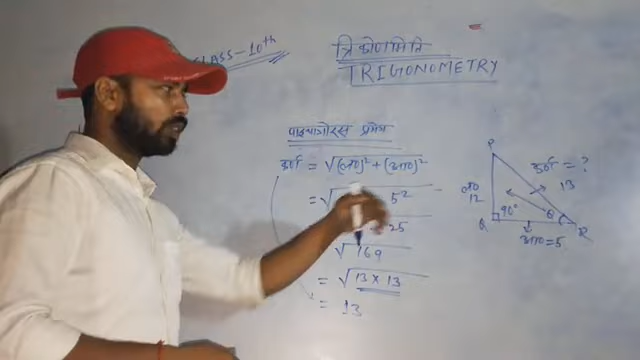 CLASS-10th
त्रिकोणमिति
TRIGONOMETRY
पाइथागोरस प्रमेय
कर्ण = √(लम्ब)² + (आधार)²
= √ 5²
25
√169
= √13 × 13
= 13
P
कर्ण = ?
13
12
90°
θ
Q
R
= 5